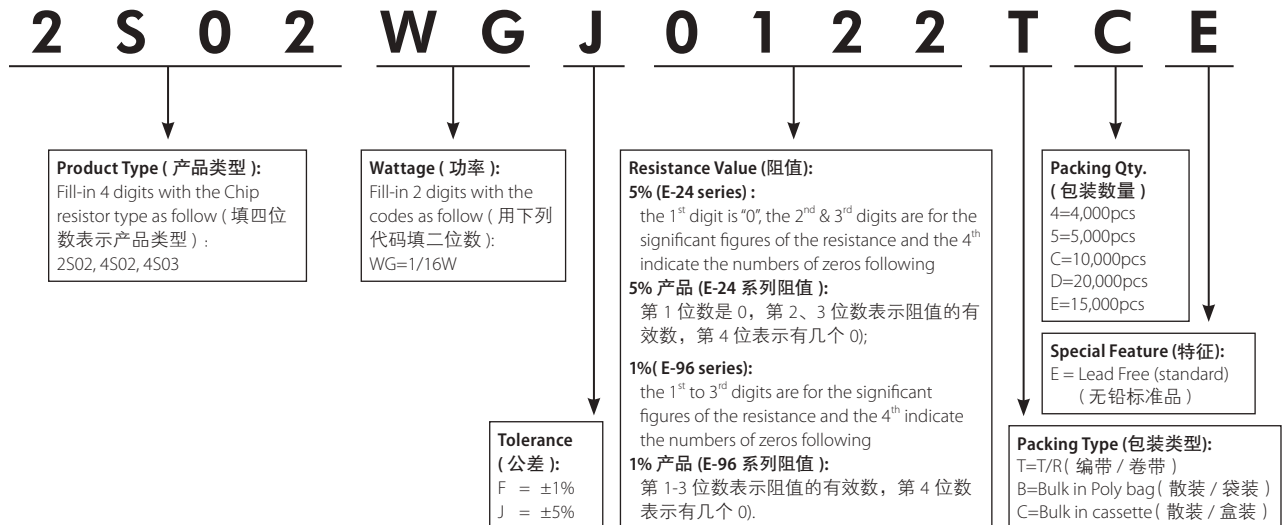 2 S 0 2 W G J 0 1 2 2 T C E
Product Type ( 产品类型 ):
Fill-in 4 digits with the Chip
resistor type as follow ( 填四位
数表示产品类型 ) :
2S02, 4S02, 4S03
Wattage ( 功率 ):
Fill-in 2 digits with the
codes as follow ( 用下列
代码填二位数 ):
WG=1/16W
Tolerance
( 公差 ):
F = ±1%
J = ±5%
Resistance Value (阻值):
5% (E-24 series) :
the 1st digit is "0", the 2nd & 3rd digits are for the
significant figures of the resistance and the 4th
indicate the numbers of zeros following
5% 产品 (E-24 系列阻值 ):
第 1 位数是 0，第 2、3 位数表示阻值的有
效数，第 4 位表示有几个 0);
1%( E-96 series):
the 1st to 3rd digits are for the significant
figures of the resistance and the 4th indicate
the numbers of zeros following
1% 产品 (E-96 系列阻值 ):
第 1-3 位数表示阻值的有效数，第 4 位数
表示有几个 0).
Packing Qty.
( 包装数量 )
4=4,000pcs
5=5,000pcs
C=10,000pcs
D=20,000pcs
E=15,000pcs
Special Feature (特征):
E = Lead Free (standard)
( 无铅标准品 )
Packing Type (包装类型):
T=T/R( 编带 / 卷带 )
B=Bulk in Poly bag( 散装 / 袋装 )
C=Bulk in cassette( 散装 / 盒装 )